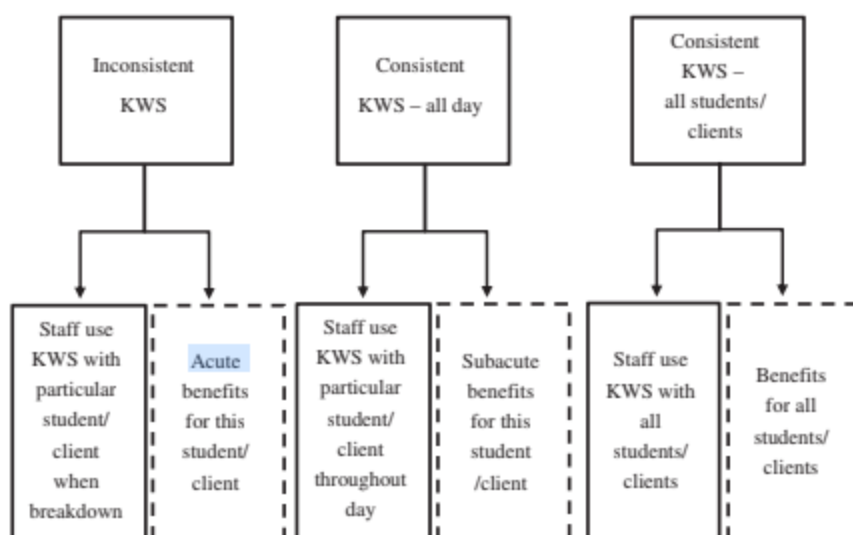 Inconsistent
KWS
Consistent
KWS – all day
Consistent
KWS –
all students/
clients
Staff use
KWS with
particular
student/
client
when
breakdown
Acute
benefits
for this
student/
client
Staff use
KWS with
particular
student/
client
throughout
day
Subacute
benefits
for this
student
/client
Staff use
KWS with
all
students/
clients
Benefits
for all
students/
clients